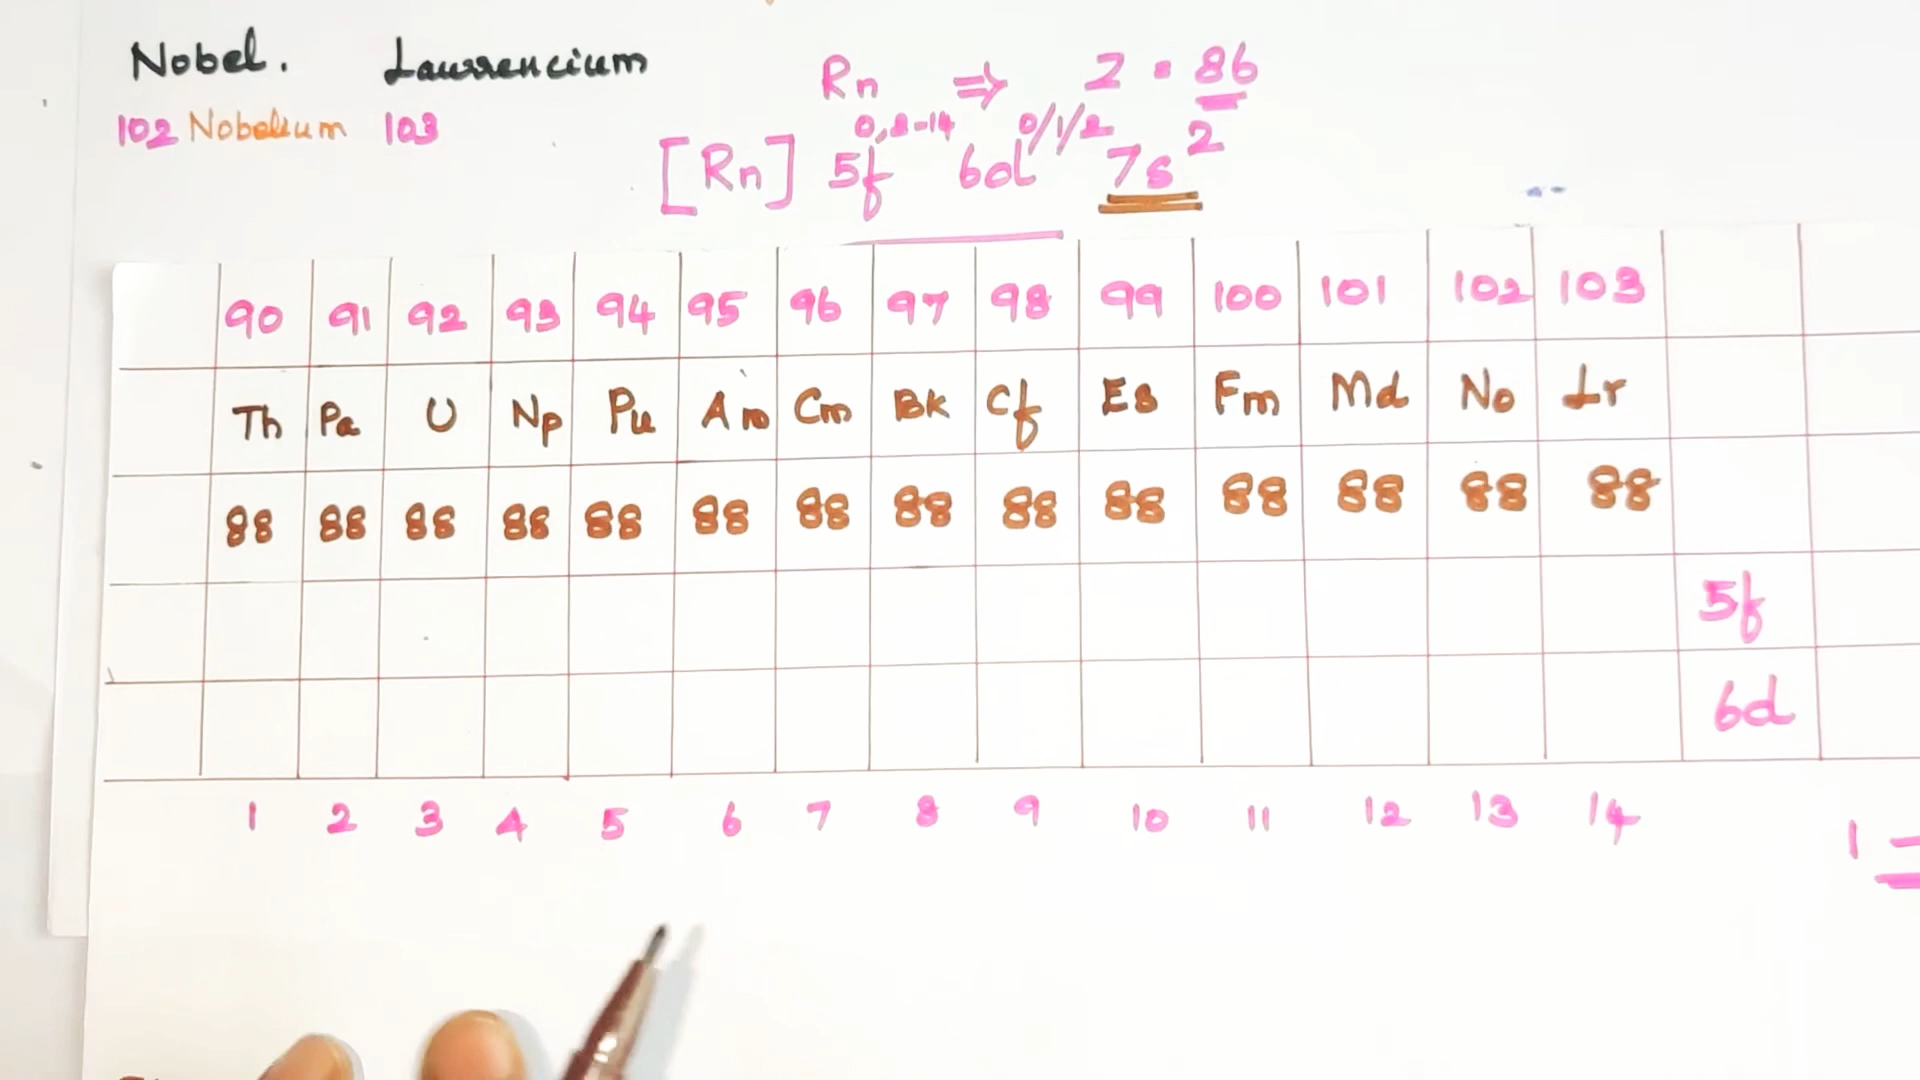 Nobel. Laurrencium
102 Nobelium 103
Rn ⇒ Z = 86
[Rn] 5f 0,2-14 6d 0/1/2 7s 2
90 91 92 93 94 95 96 97 98 99 100 101 102 103
Th Pa U Np Pu Am Cm Bk Cf Es Fm Md No Lr
88 88 88 88 88 88 88 88 88 88 88 88 88 88
5f
6d
1 2 3 4 5 6 7 8 9 10 11 12 13 14
1 –